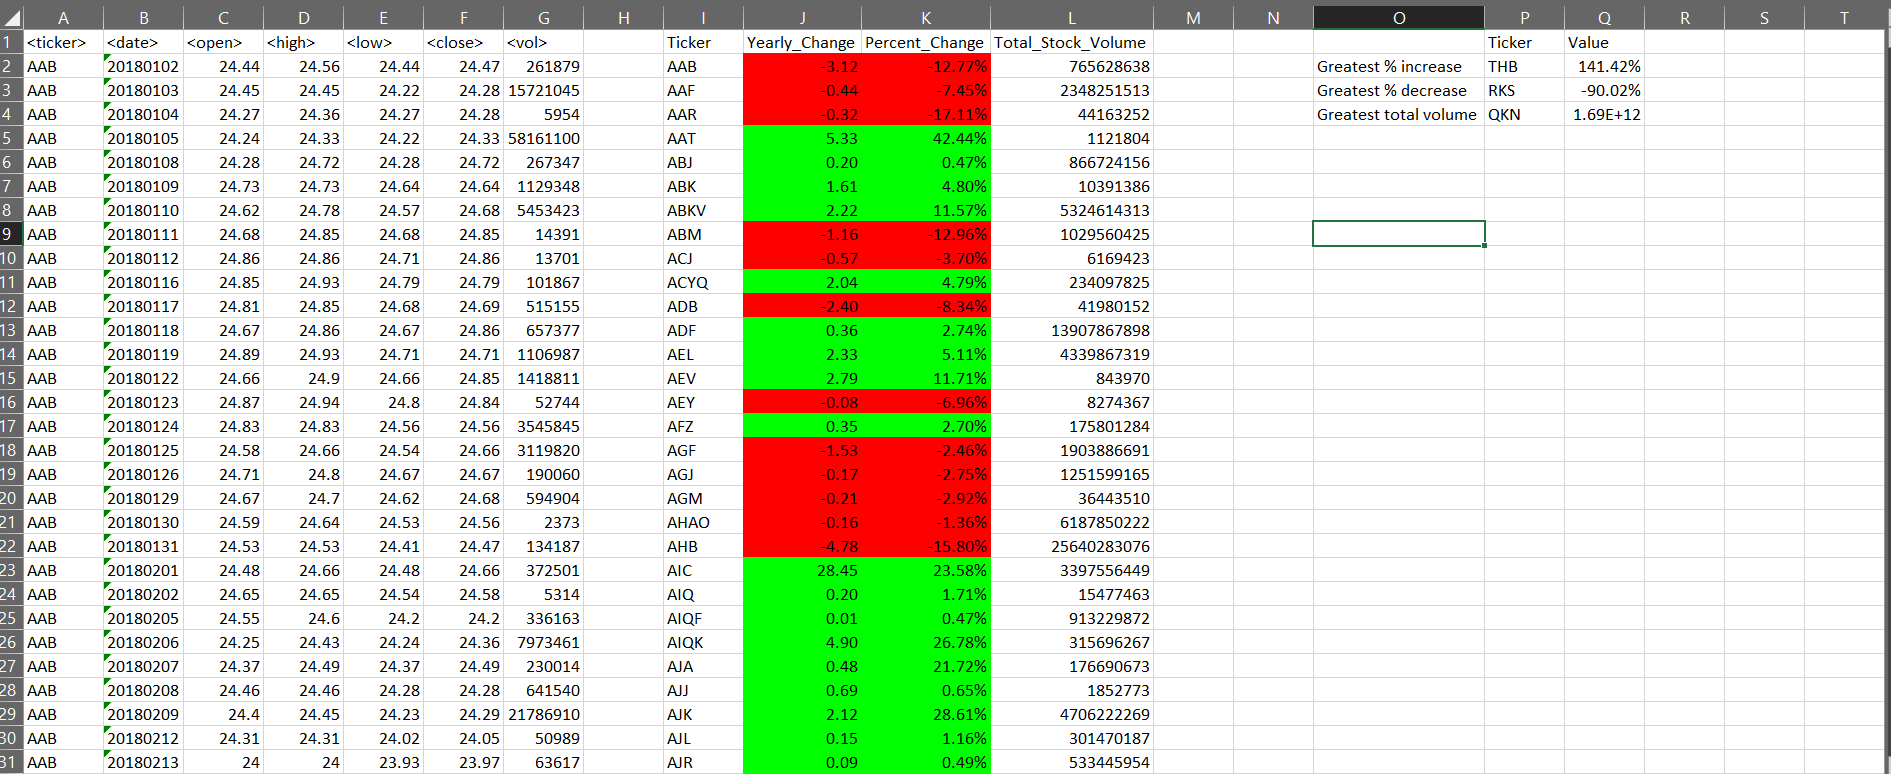 A B C D E F G H I J K L M N O P Q R S T
1 <ticker> <date> <open> <high> <low> <close> <vol> Ticker Yearly_Change Percent_Change Total_Stock_Volume Ticker Value
2 AAB 20180102 24.44 24.56 24.44 24.47 261879 AAB -3.12 -12.77% 765628638 Greatest % increase THB 141.42%
3 AAB 20180103 24.45 24.45 24.22 24.28 15721045 AAF -0.44 -7.45% 2348251513 Greatest % decrease RKS -90.02%
4 AAB 20180104 24.27 24.36 24.27 24.28 5954 AAR -0.32 -17.11% 44163252 Greatest total volume QKN 1.69E+12
5 AAB 20180105 24.24 24.33 24.22 24.33 58161100 AAT 5.33 42.44% 1121804
6 AAB 20180108 24.28 24.72 24.28 24.72 267347 ABJ 0.20 0.47% 866724156
7 AAB 20180109 24.73 24.73 24.64 24.64 1129348 ABK 1.61 4.80% 10391386
8 AAB 20180110 24.62 24.78 24.57 24.68 5453423 ABKV 2.22 11.57% 5324614313
9 AAB 20180111 24.68 24.85 24.68 24.85 14391 ABM -1.16 -12.96% 1029560425
10 AAB 20180112 24.86 24.86 24.71 24.86 13701 ACJ -0.57 -3.70% 6169423
11 AAB 20180116 24.85 24.93 24.79 24.79 101867 ACYQ 2.04 4.79% 234097825
12 AAB 20180117 24.81 24.85 24.68 24.69 515155 ADB -2.40 -8.34% 41980152
13 AAB 20180118 24.67 24.86 24.67 24.86 657377 ADF 0.36 2.74% 13907867898
14 AAB 20180119 24.89 24.93 24.71 24.71 1106987 AEL 2.33 5.11% 4339867319
15 AAB 20180122 24.66 24.9 24.66 24.85 1418811 AEV 2.79 11.71% 843970
16 AAB 20180123 24.87 24.94 24.8 24.84 52744 AEY -0.08 -6.96% 8274367
17 AAB 20180124 24.83 24.83 24.56 24.56 3545845 AFZ 0.35 2.70% 175801284
18 AAB 20180125 24.58 24.66 24.54 24.66 3119820 AGF -1.53 -2.46% 1903886691
19 AAB 20180126 24.71 24.8 24.67 24.67 190060 AGJ -0.17 -2.75% 1251599165
20 AAB 20180129 24.67 24.7 24.62 24.68 594904 AGM -0.21 -2.92% 36443510
21 AAB 20180130 24.59 24.64 24.53 24.56 2373 AHAO -0.16 -1.36% 6187850222
22 AAB 20180131 24.53 24.53 24.41 24.47 134187 AHB -4.78 -15.80% 25640283076
23 AAB 20180201 24.48 24.66 24.48 24.66 372501 AIC 28.45 23.58% 3397556449
24 AAB 20180202 24.65 24.65 24.54 24.58 5314 AIQ 0.20 1.71% 15477463
25 AAB 20180205 24.55 24.6 24.2 24.2 336163 AIQF 0.01 0.47% 913229872
26 AAB 20180206 24.25 24.43 24.24 24.36 7973461 AIQK 4.90 26.78% 315696267
27 AAB 20180207 24.37 24.49 24.37 24.49 230014 AJA 0.48 21.72% 176690673
28 AAB 20180208 24.46 24.46 24.28 24.28 641540 AJJ 0.69 0.65% 1852773
29 AAB 20180209 24.4 24.45 24.23 24.29 21786910 AJK 2.12 28.61% 4706222269
30 AAB 20180212 24.31 24.31 24.02 24.05 50989 AJL 0.15 1.16% 301470187
31 AAB 20180213 24 24 23.93 23.97 63617 AJR 0.09 0.49% 533445954